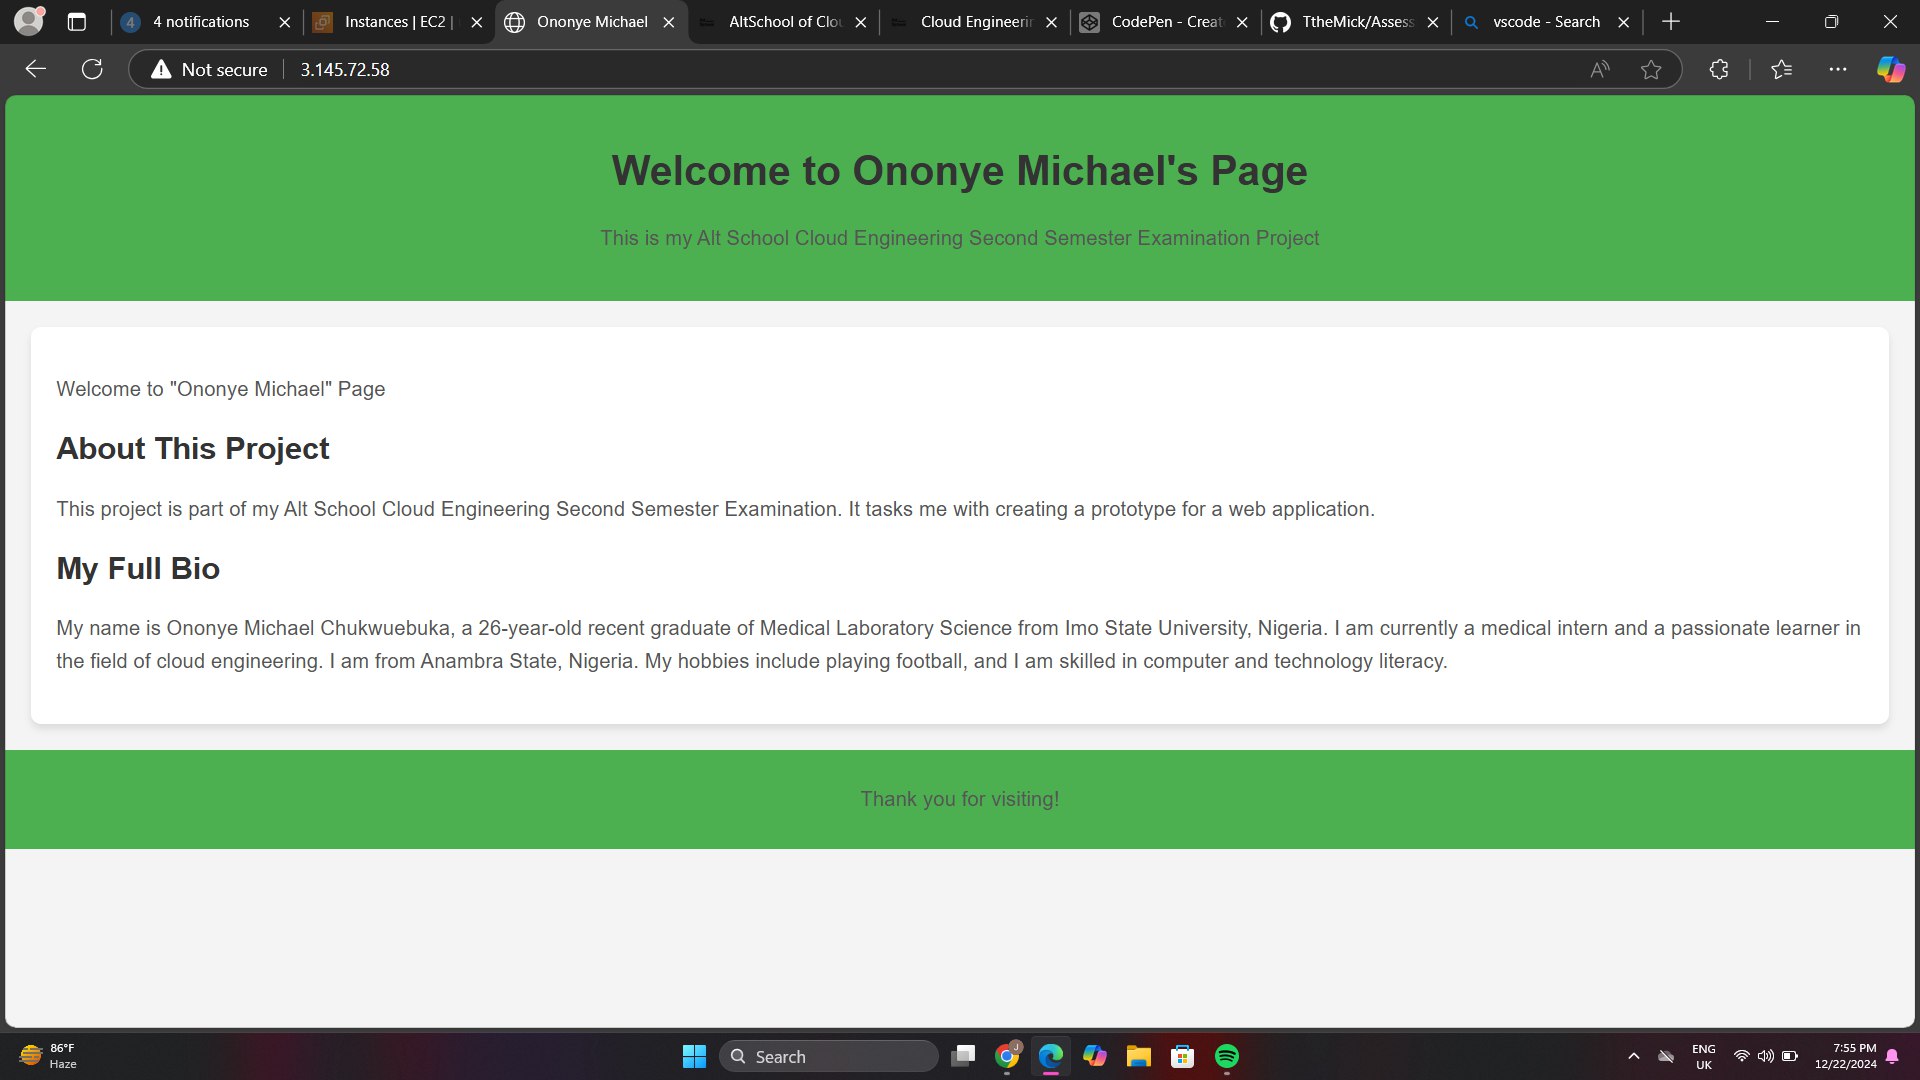 4 notifications
Instances | EC2 |
Ononye Michael
AltSchool of Clou
Cloud Engineerin
CodePen - Create
TtheMick/Assess
vscode - Search
Not secure
3.145.72.58
Welcome to Ononye Michael's Page
This is my Alt School Cloud Engineering Second Semester Examination Project
Welcome to "Ononye Michael" Page
About This Project
This project is part of my Alt School Cloud Engineering Second Semester Examination. It tasks me with creating a prototype for a web application.
My Full Bio
My name is Ononye Michael Chukwuebuka, a 26-year-old recent graduate of Medical Laboratory Science from Imo State University, Nigeria. I am currently a medical intern and a passionate learner in
the field of cloud engineering. I am from Anambra State, Nigeria. My hobbies include playing football, and I am skilled in computer and technology literacy.
Thank you for visiting!
86°F
Haze
Search
J
ENG
UK
7:55 PM
12/22/2024